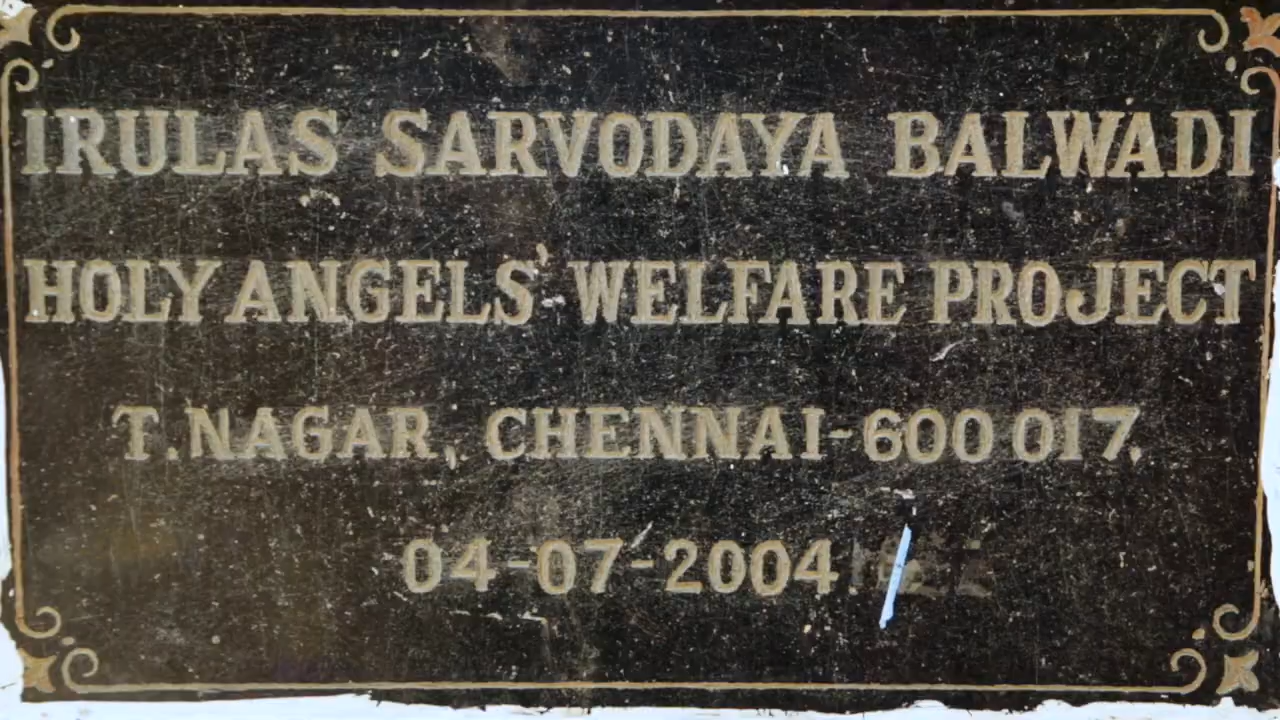 IRULAS SARVODAYA BALWADI
HOLY ANGELS' WELFARE PROJECT
T.NAGAR, CHENNAI-600 017.
04-07-2004